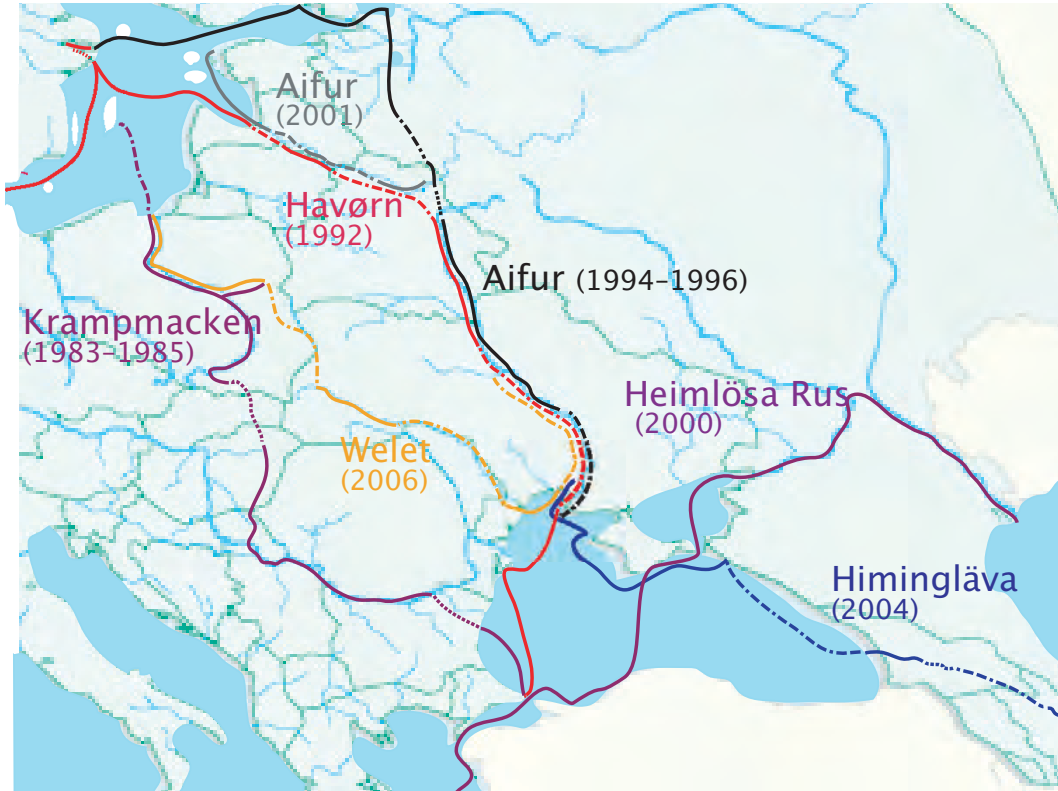 Aifur
(2001)
Havørn
(1992)
Aifur (1994–1996)
Krampmacken
(1983–1985)
Heimlösa Rus
(2000)
Welet
(2006)
Himingläva
(2004)